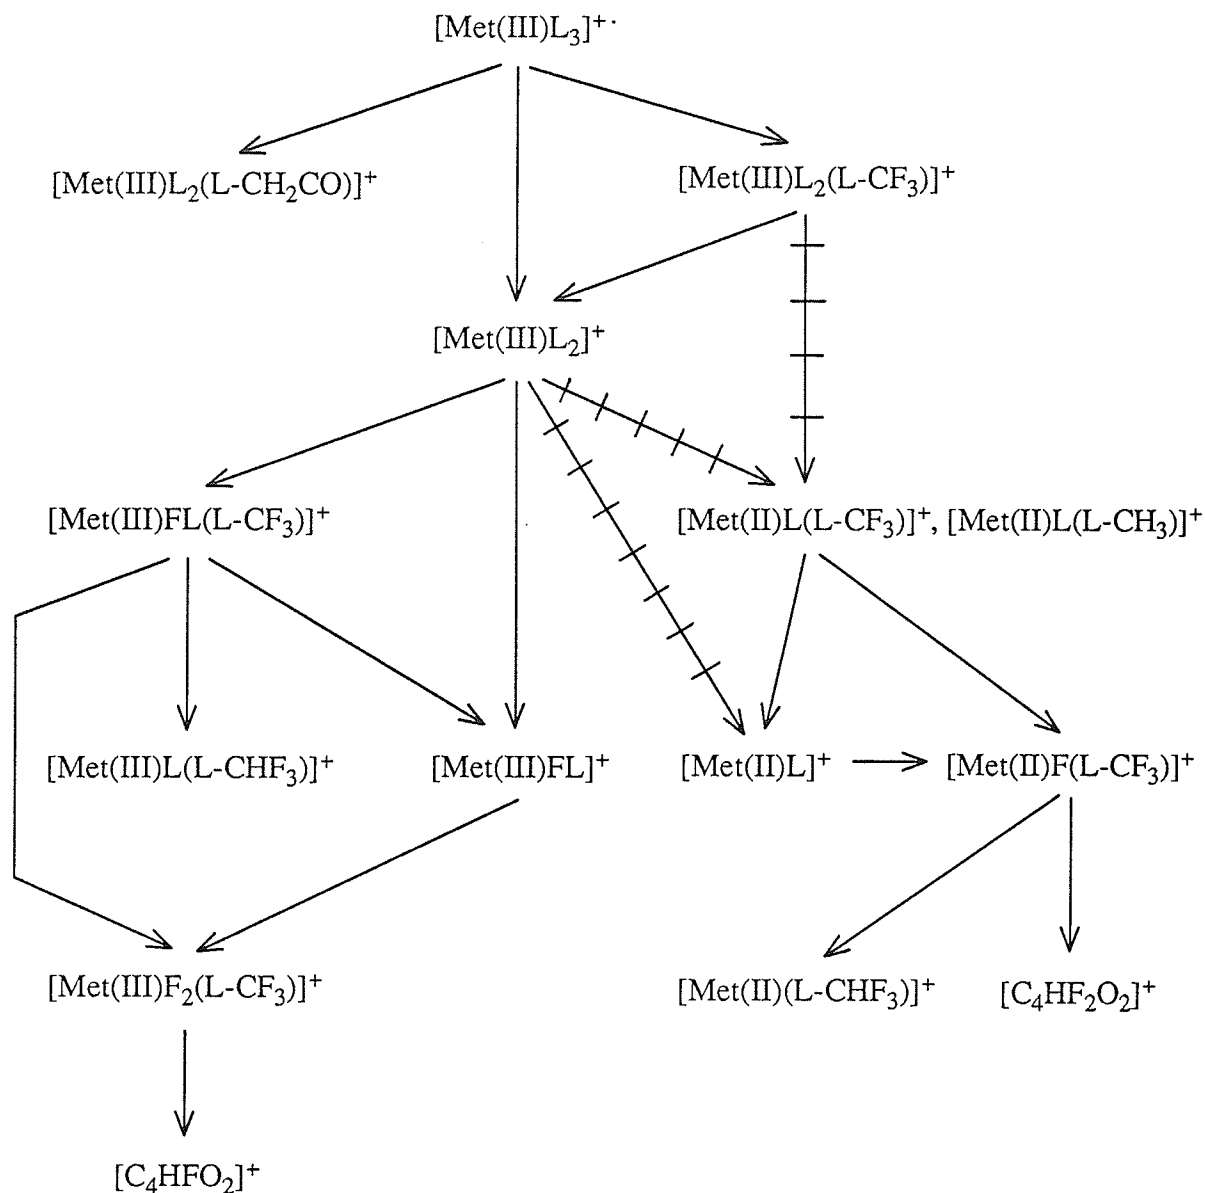 [Met(III)L₃]⁺·
[Met(III)L₂(L-CH₂CO)]⁺ [Met(III)L₂(L-CF₃)]⁺
[Met(III)L₂]⁺
[Met(III)FL(L-CF₃)]⁺ [Met(II)L(L-CF₃)]⁺, [Met(II)L(L-CH₃)]⁺
[Met(III)L(L-CHF₃)]⁺ [Met(III)FL]⁺ [Met(II)L]⁺ [Met(II)F(L-CF₃)]⁺
[Met(III)F₂(L-CF₃)]⁺ [Met(II)(L-CHF₃)]⁺ [C₄HF₂O₂]⁺
[C₄HFO₂]⁺